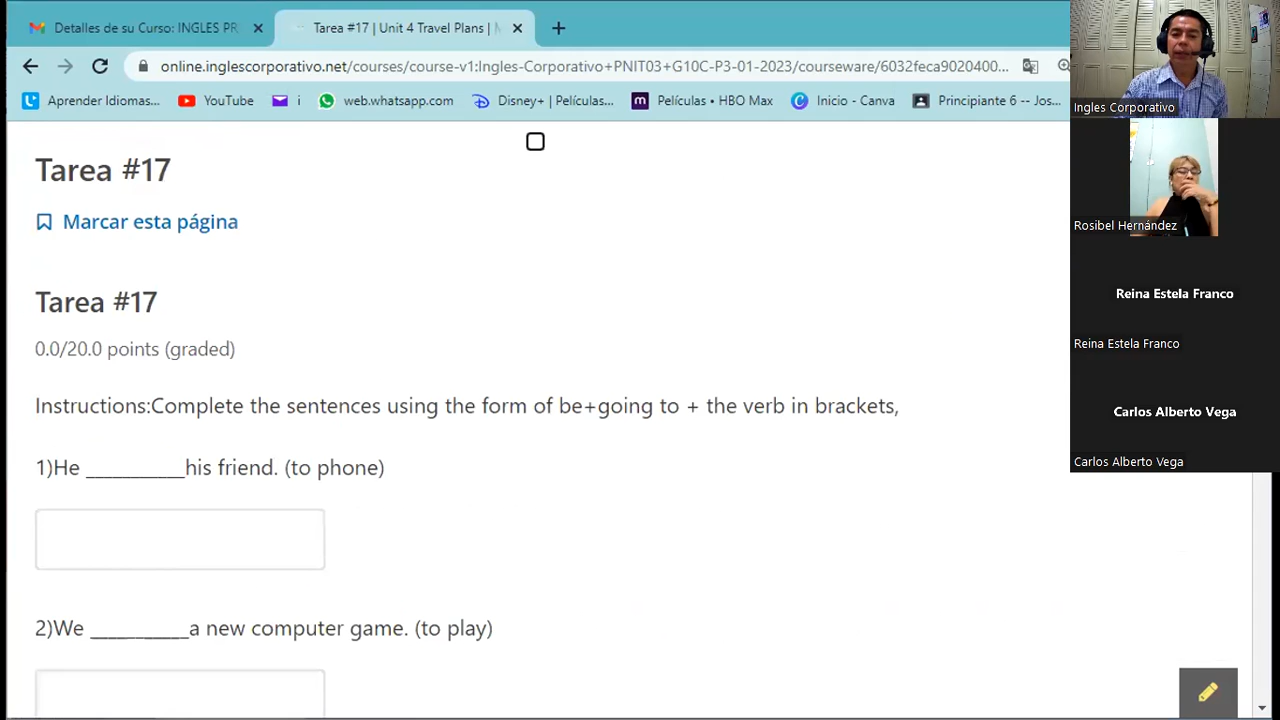 Detalles de su Curso: INGLES PR
Tarea #17 | Unit 4 Travel Plans |
online.inglescorporativo.net/courses/course-v1:Ingles-Corporativo+PNIT03+G10C-P3-01-2023/courseware/6032feca9020400...
Aprender Idiomas... YouTube i web.whatsapp.com Disney+ | Películas... Películas • HBO Max Inicio - Canva Principiante 6 -- Jos...
Tarea #17
Marcar esta página
Tarea #17
0.0/20.0 points (graded)
Instructions:Complete the sentences using the form of be+going to + the verb in brackets,
1)He __________his friend. (to phone)
2)We __________a new computer game. (to play)
Ingles Corporativo
Rosibel Hernández
Reina Estela Franco
Reina Estela Franco
Carlos Alberto Vega
Carlos Alberto Vega